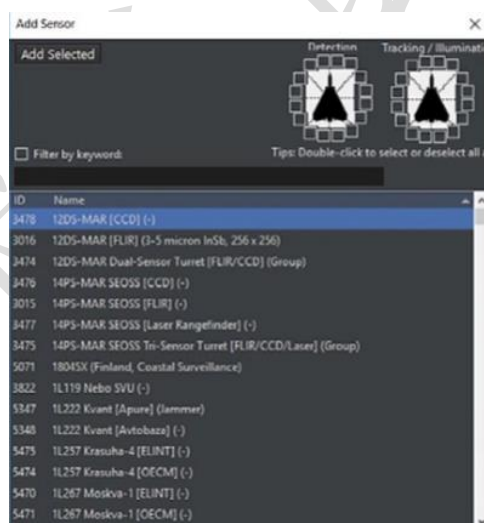 Add Sensor
Add Selected
Detection
Tracking / Illuminati
Filter by keyword:
Tips: Double-click to select or deselect all
ID Name
3478 12DS-MAR [CCD] (-)
3016 12DS-MAR [FLIR] (3-5 micron InSb, 256 x 256)
3474 12DS-MAR Dual-Sensor Turret [FLIR/CCD] (Group)
3476 14PS-MAR SEOSS [CCD] (-)
3015 14PS-MAR SEOSS [FLIR] (-)
3477 14PS-MAR SEOSS [Laser Rangefinder] (-)
3475 14PS-MAR SEOSS Tri-Sensor Turret [FLIR/CCD/Laser] (Group)
5071 18045X (Finland, Coastal Surveillance)
3822 1L119 Nebo SVU (-)
5347 1L222 Kvant [Apure] (Jammer)
5348 1L222 Kvant [Avtobaza] (-)
5475 1L257 Krasuha-4 [ELINT] (-)
5474 1L257 Krasuha-4 [OECM] (-)
5470 1L267 Moskva-1 [ELINT] (-)
5471 1L267 Moskva-1 [OECM] (-)